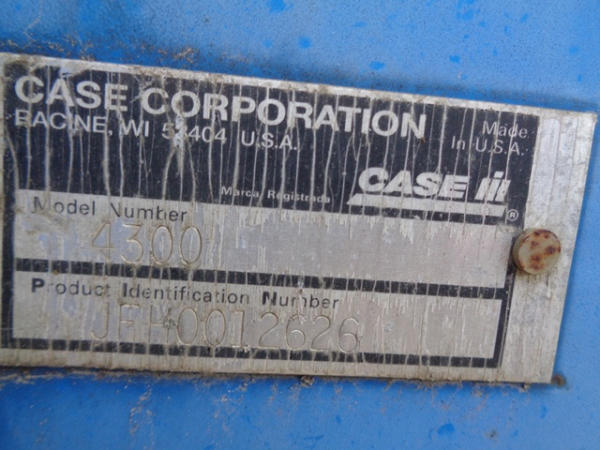 CASE CORPORATION
RACINE, WI 53404 U.S.A.
Made
In U.S.A.
Marca Registrada
CASE IH ®
Model Number
4300
Product Identification Number
JFH0012626